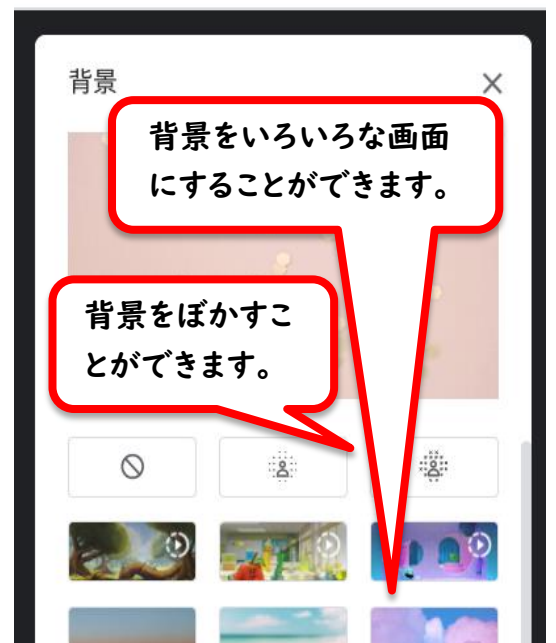 背景
背景をいろいろな画面
にすることができます。
背景をぼかすこ
とができます。